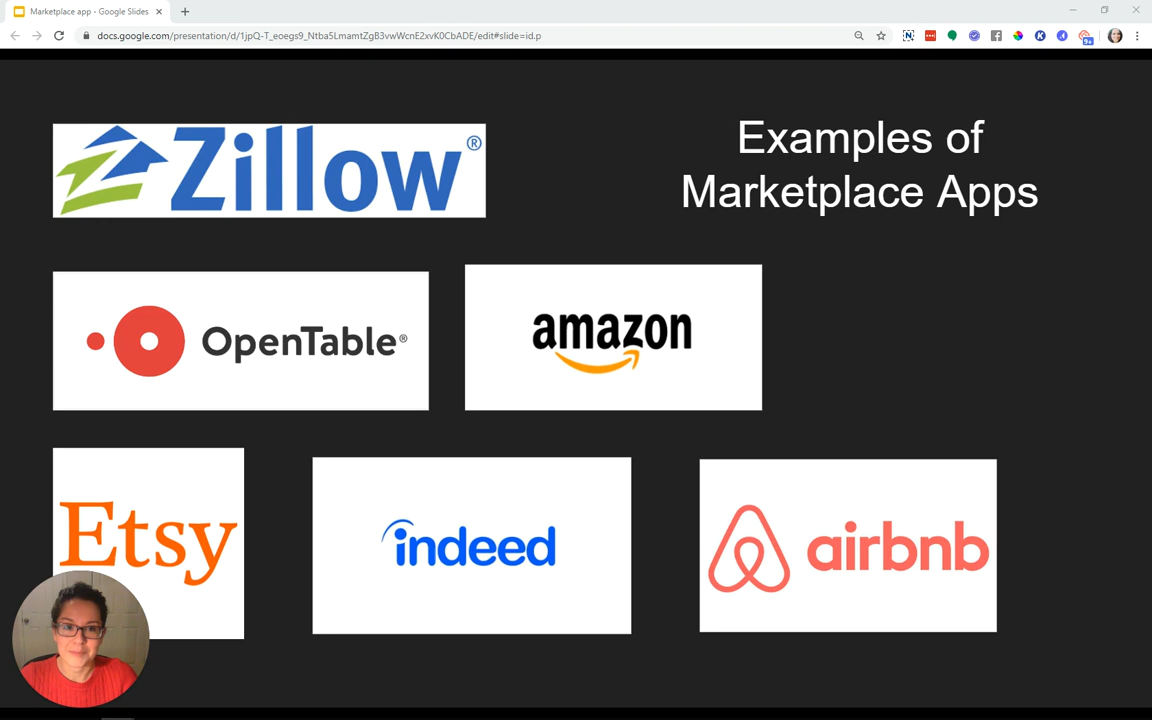 Marketplace app - Google Slides
docs.google.com/presentation/d/1jpQ-T_eoegs9_Ntba5LmamtZgB3vwWcnE2xvK0CbADE/edit#slide=id.p
Examples of
Marketplace Apps
Zillow®
OpenTable®
amazon
Etsy
indeed
airbnb